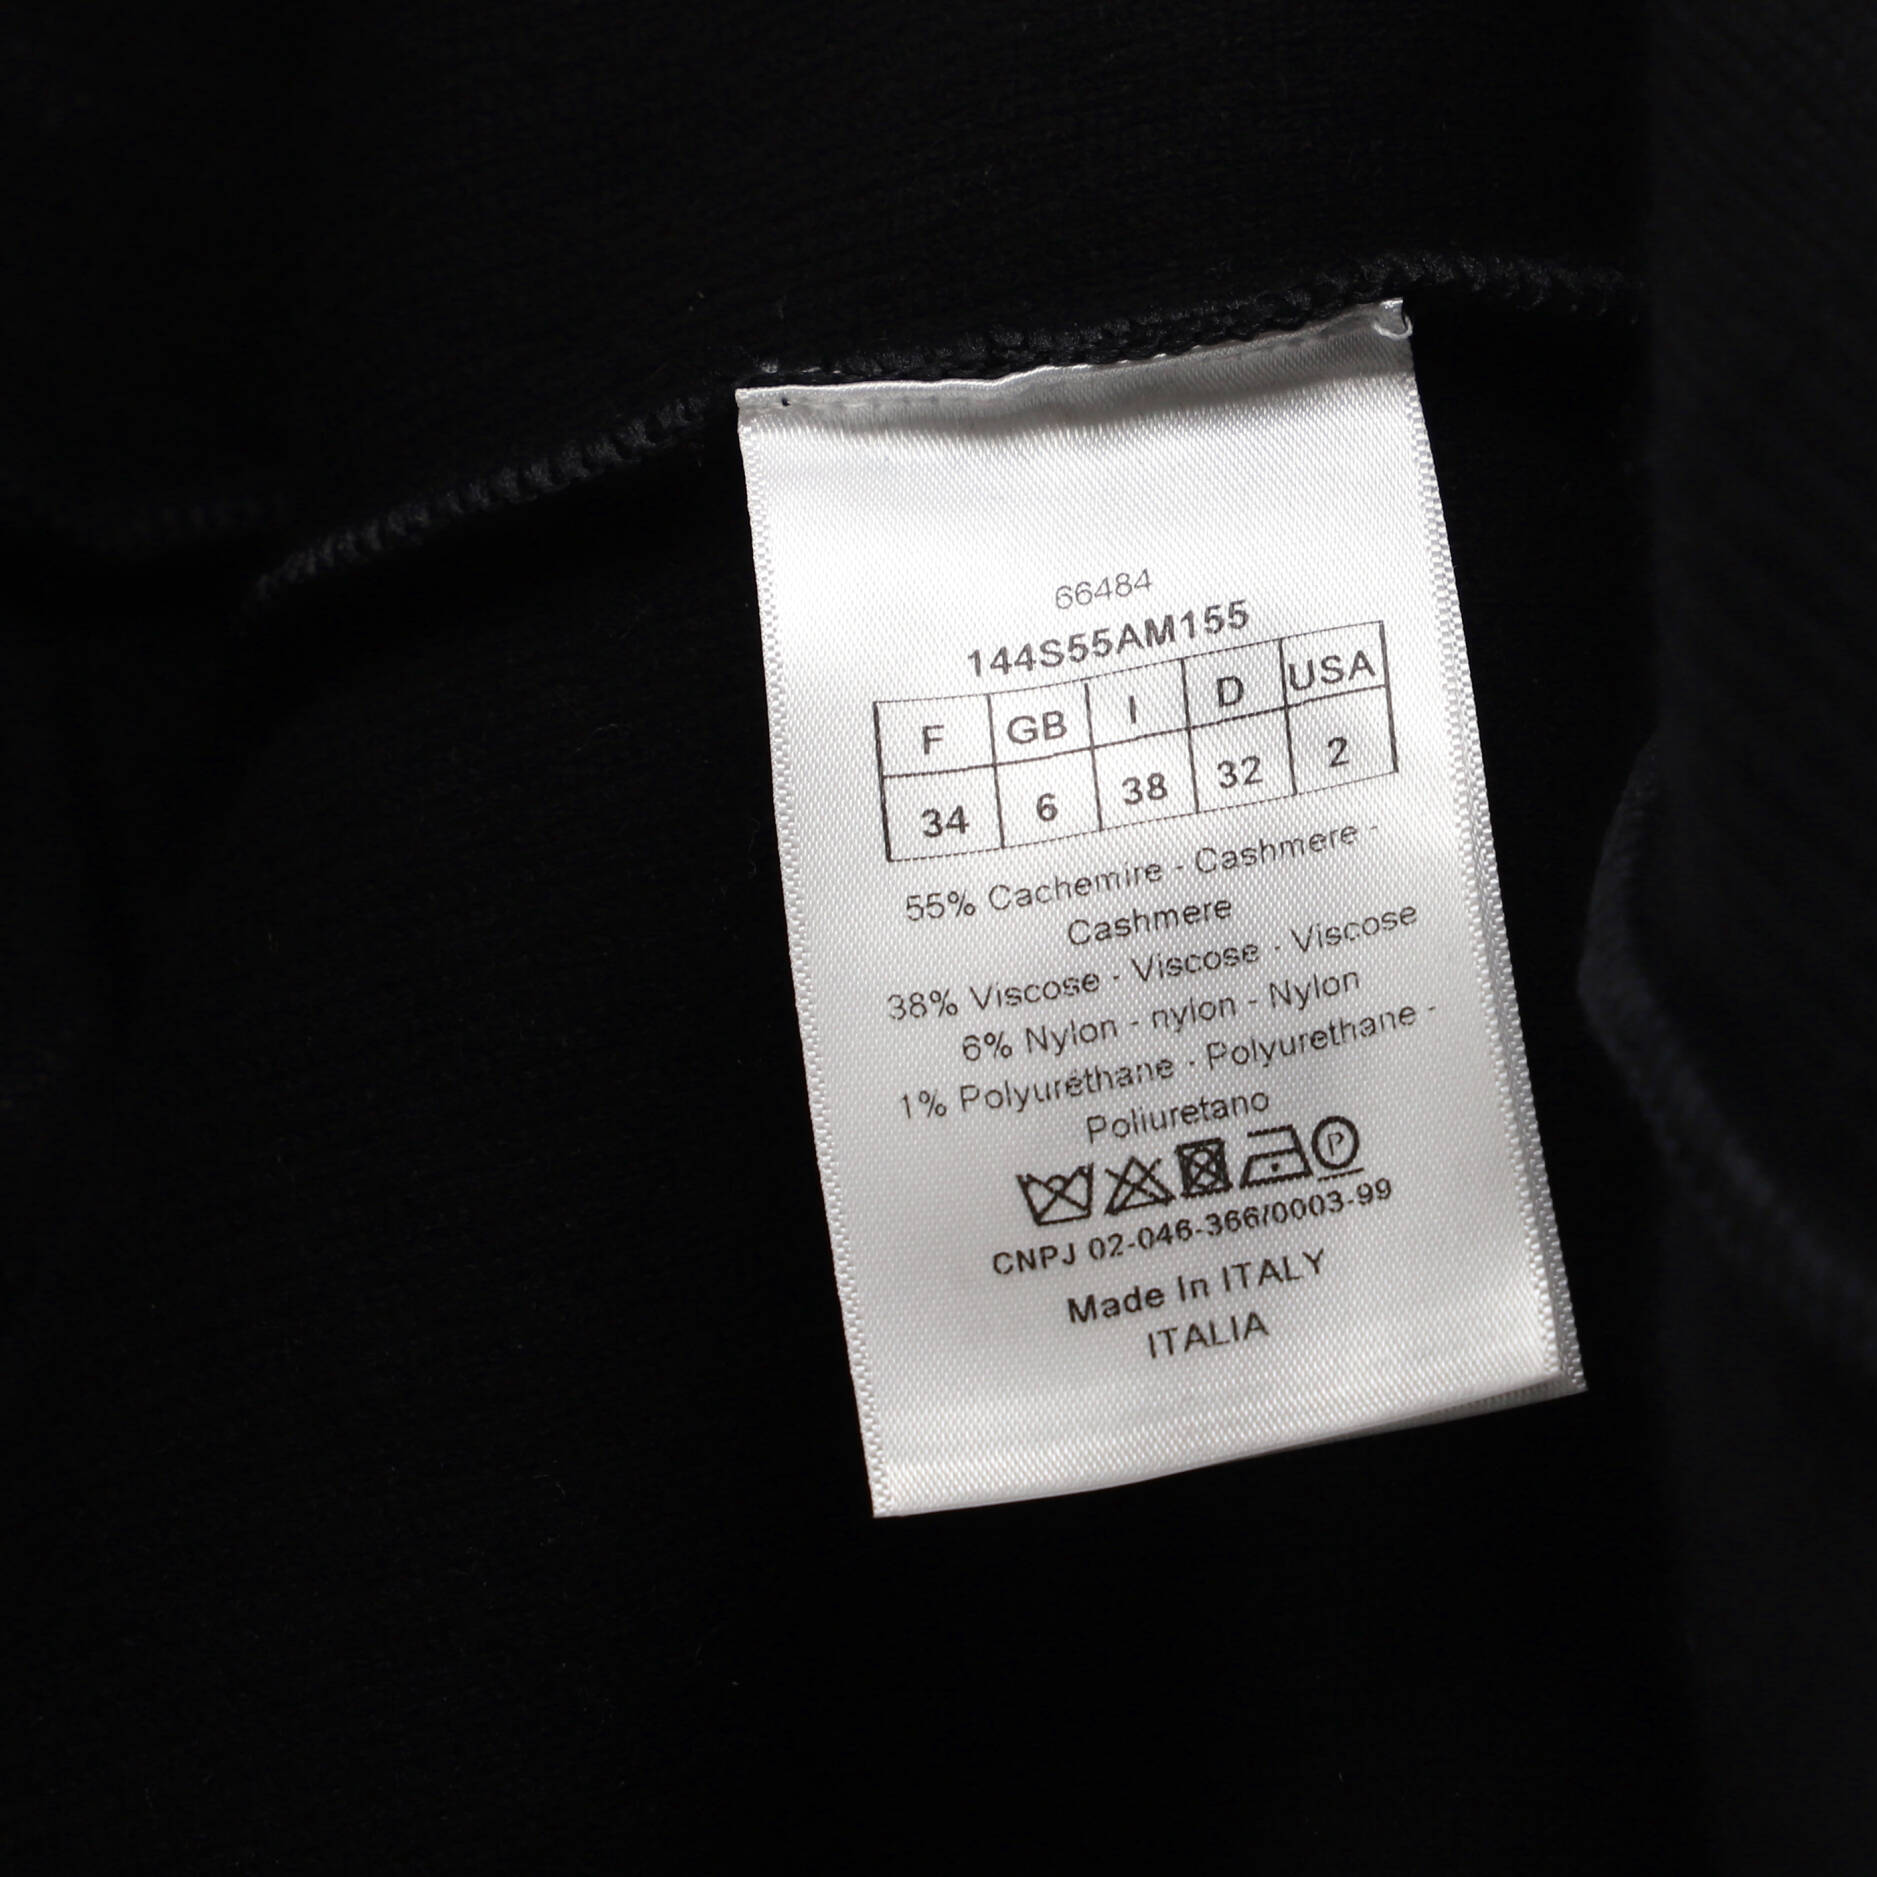 66484
144S55AM155
F GB I D USA
34 6 38 32 2
55% Cachemire - Cashmere -
Cashmere
38% Viscose - Viscose - Viscose
6% Nylon - nylon - Nylon
1% Polyuréthane - Polyurethane -
Poliuretano
P
CNPJ 02-046-366/0003-99
Made In ITALY
ITALIA